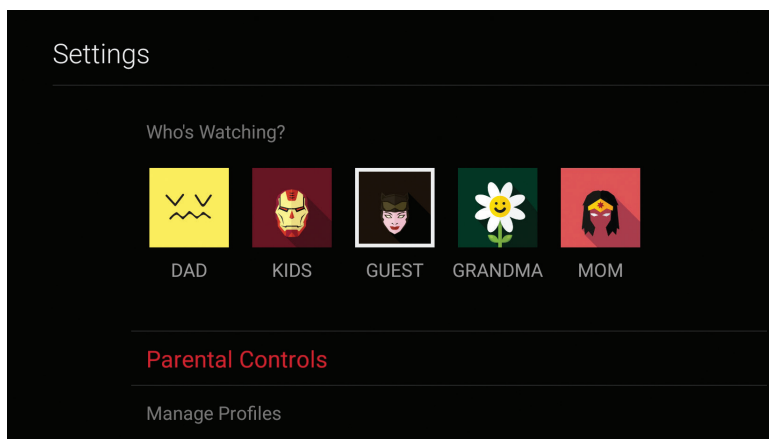 Settings
Who's Watching?
DAD KIDS GUEST GRANDMA MOM
Parental Controls
Manage Profiles